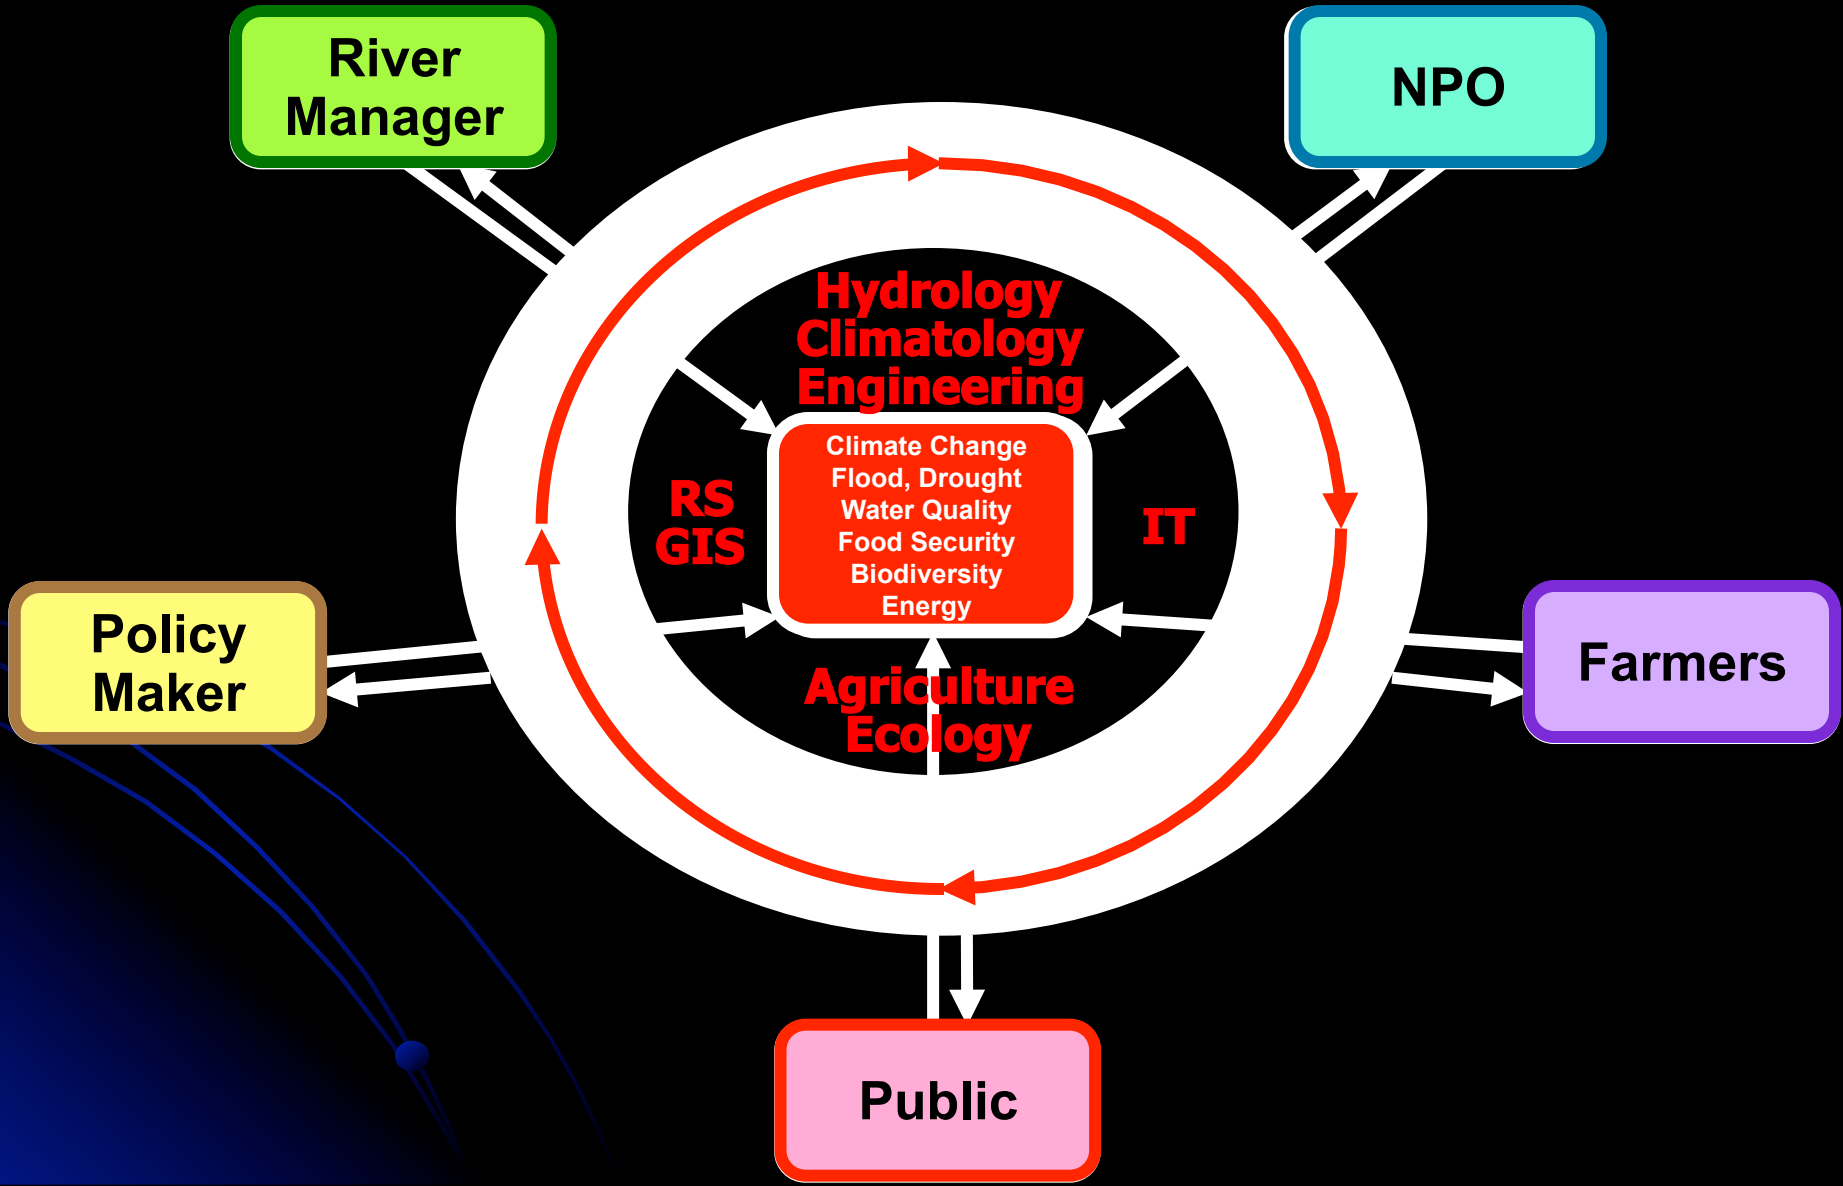 River
Manager
NPO
Hydrology
Climatology
Engineering
Climate Change
Flood, Drought
Water Quality
Food Security
Biodiversity
Energy
RS
GIS
IT
Agriculture
Ecology
Policy
Maker
Farmers
Public